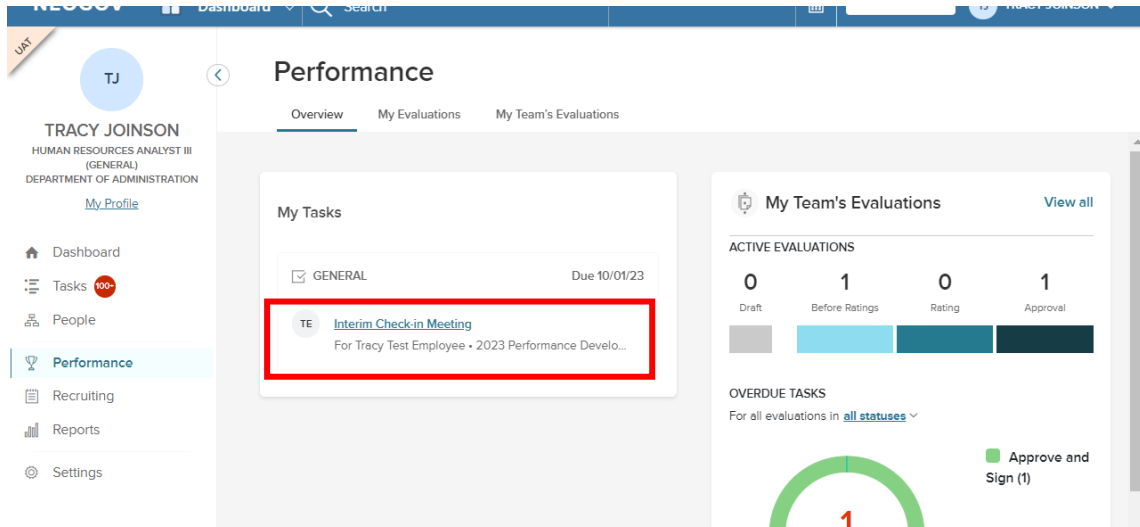 NEOGOV Dashboard Search TJ TRACY JOINSON
UAT
TJ
TRACY JOINSON
HUMAN RESOURCES ANALYST III
(GENERAL)
DEPARTMENT OF ADMINISTRATION
My Profile
Dashboard
Tasks 100+
People
Performance
Recruiting
Reports
Settings
Performance
Overview My Evaluations My Team's Evaluations
My Tasks
GENERAL Due 10/01/23
TE Interim Check-in Meeting
For Tracy Test Employee • 2023 Performance Develo...
My Team's Evaluations View all
ACTIVE EVALUATIONS
0 1 0 1
Draft Before Ratings Rating Approval
OVERDUE TASKS
For all evaluations in all statuses
Approve and
Sign (1)
1